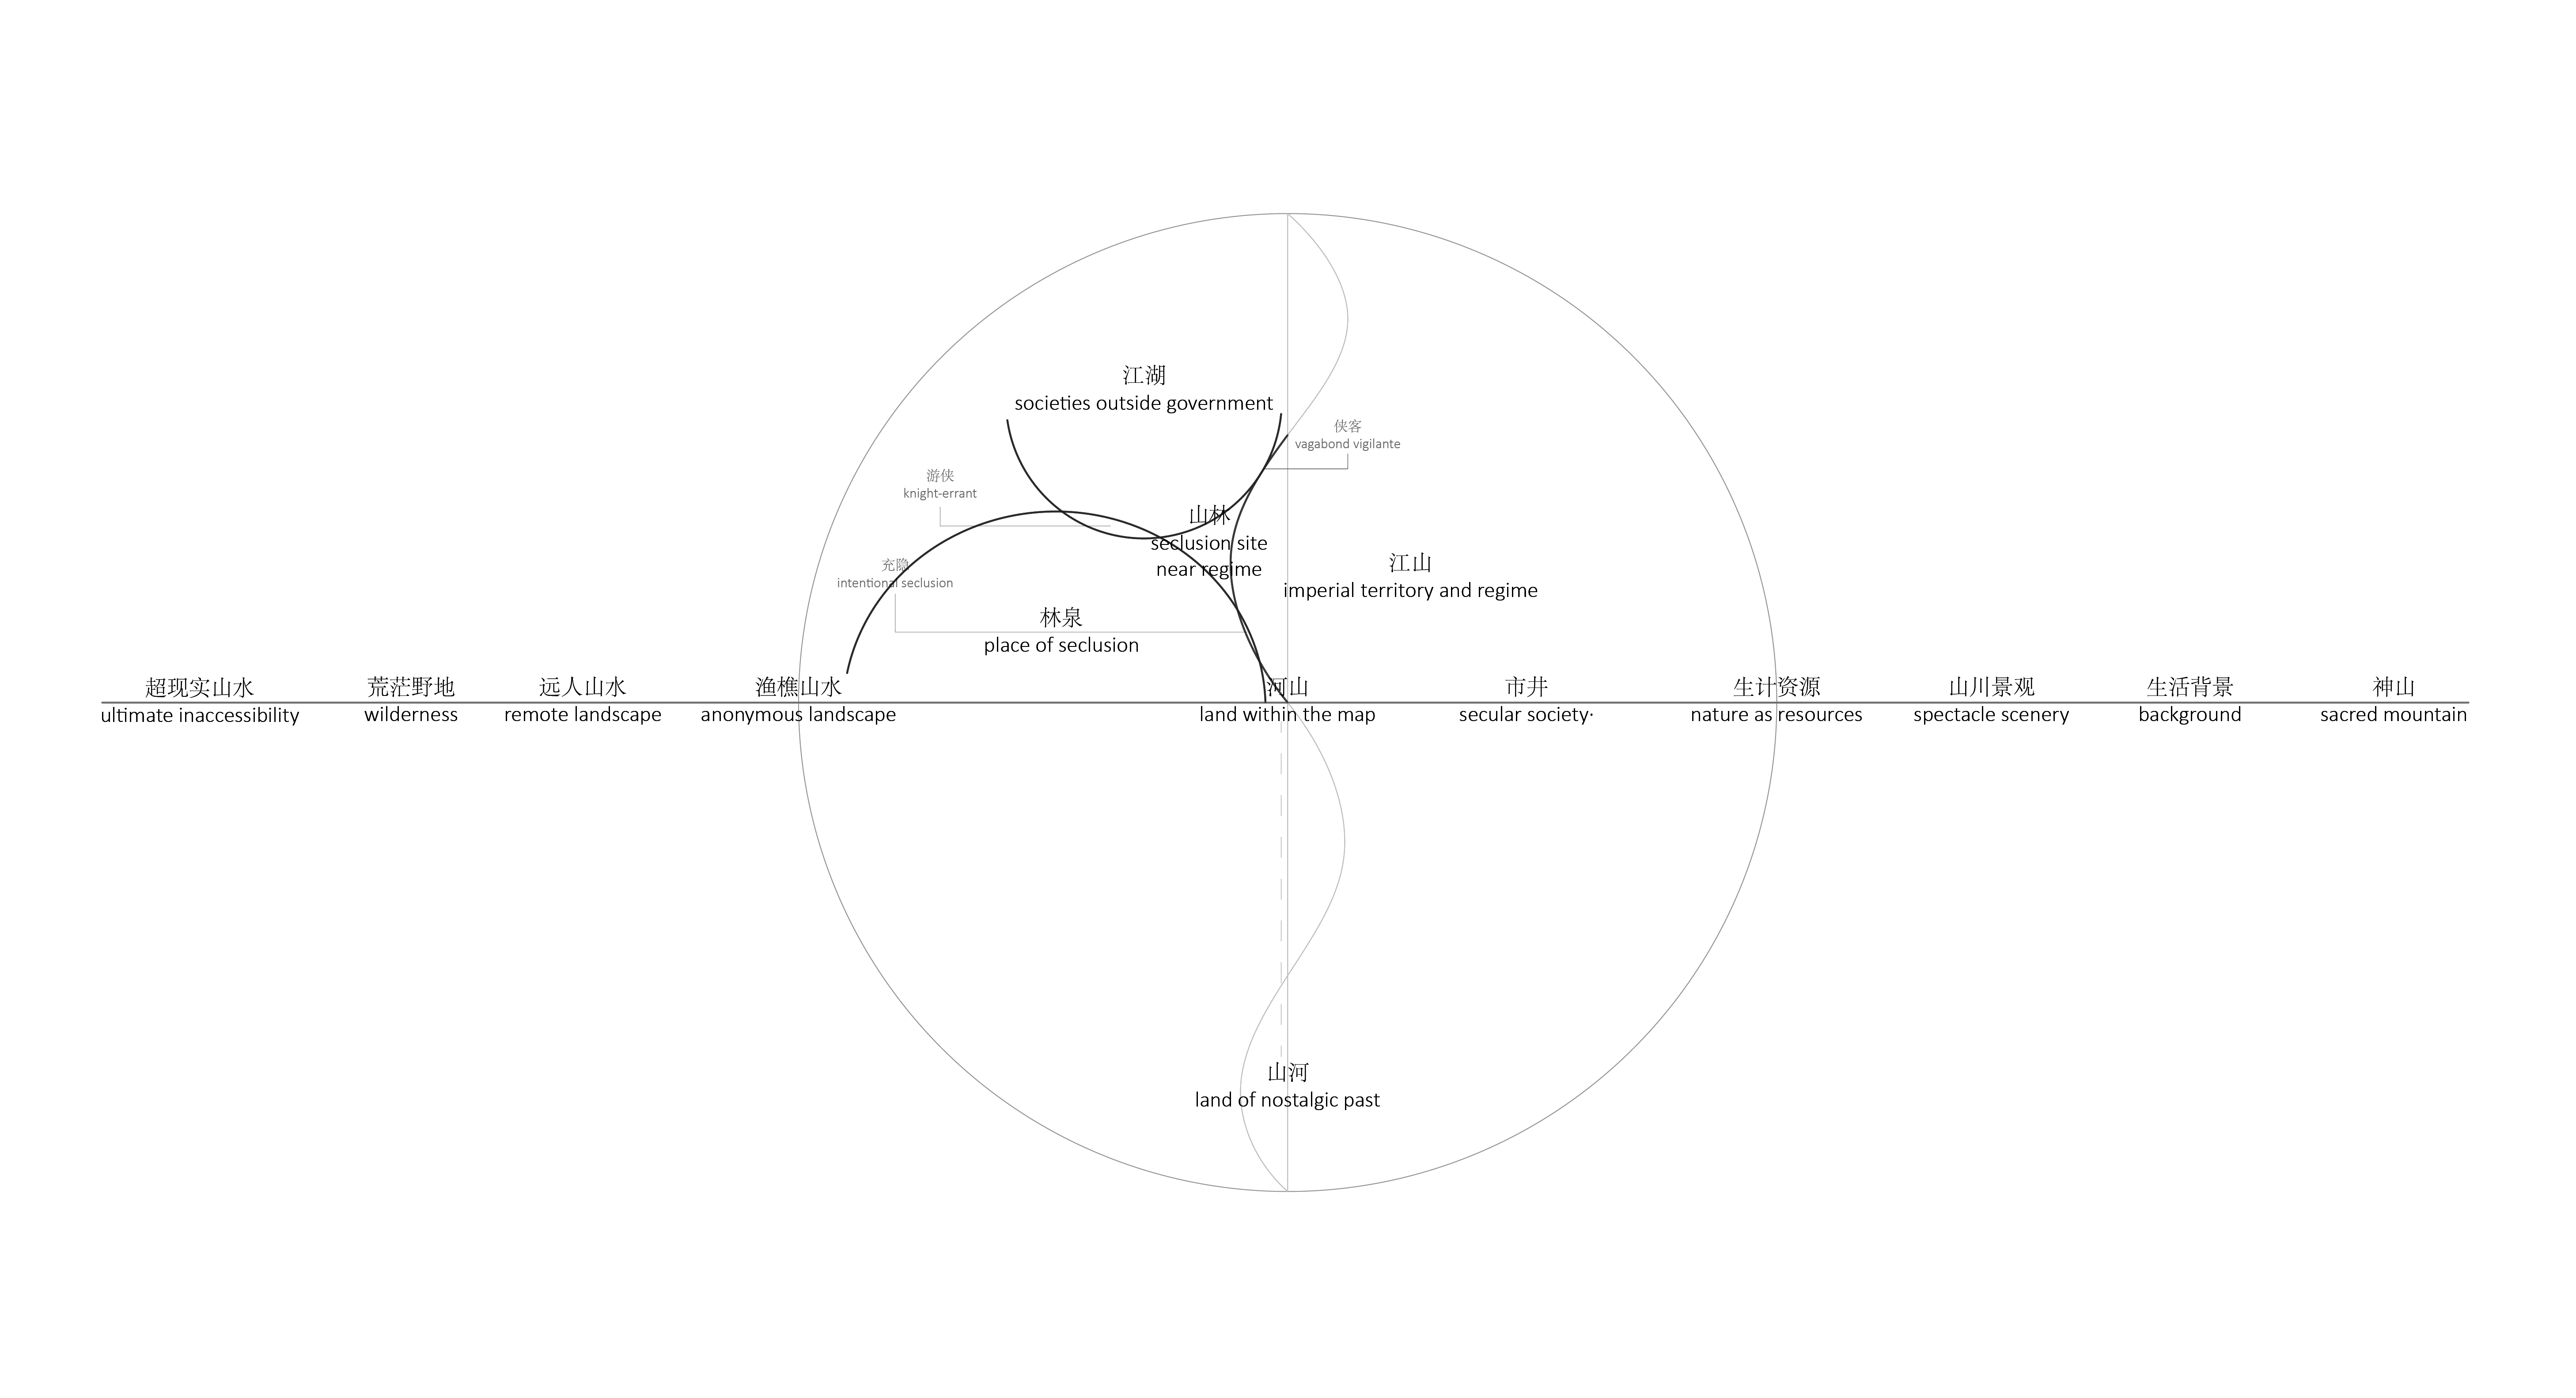 江湖
societies outside government
侠客
vagabond vigilante
游侠
knight-errant
山林
seclusion site
near regime
充隐
intentional seclusion
江山
imperial territory and regime
林泉
place of seclusion
超现实山水
ultimate inaccessibility
荒茫野地
wilderness
远人山水
remote landscape
渔樵山水
anonymous landscape
河山
land within the map
市井
secular society·
生计资源
nature as resources
山川景观
spectacle scenery
生活背景
background
神山
sacred mountain
山河
land of nostalgic past